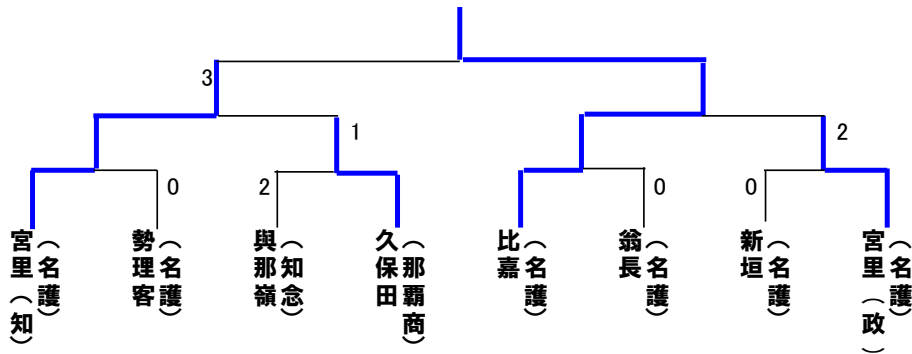 3
1
2
0
2
0
0
宮里(知)
(名護)
勢理客
(名護)
與那嶺
(知念)
久保田
(那覇商)
比嘉
(名護)
翁長
(名護)
新垣
(名護)
宮里(政)
(名護)